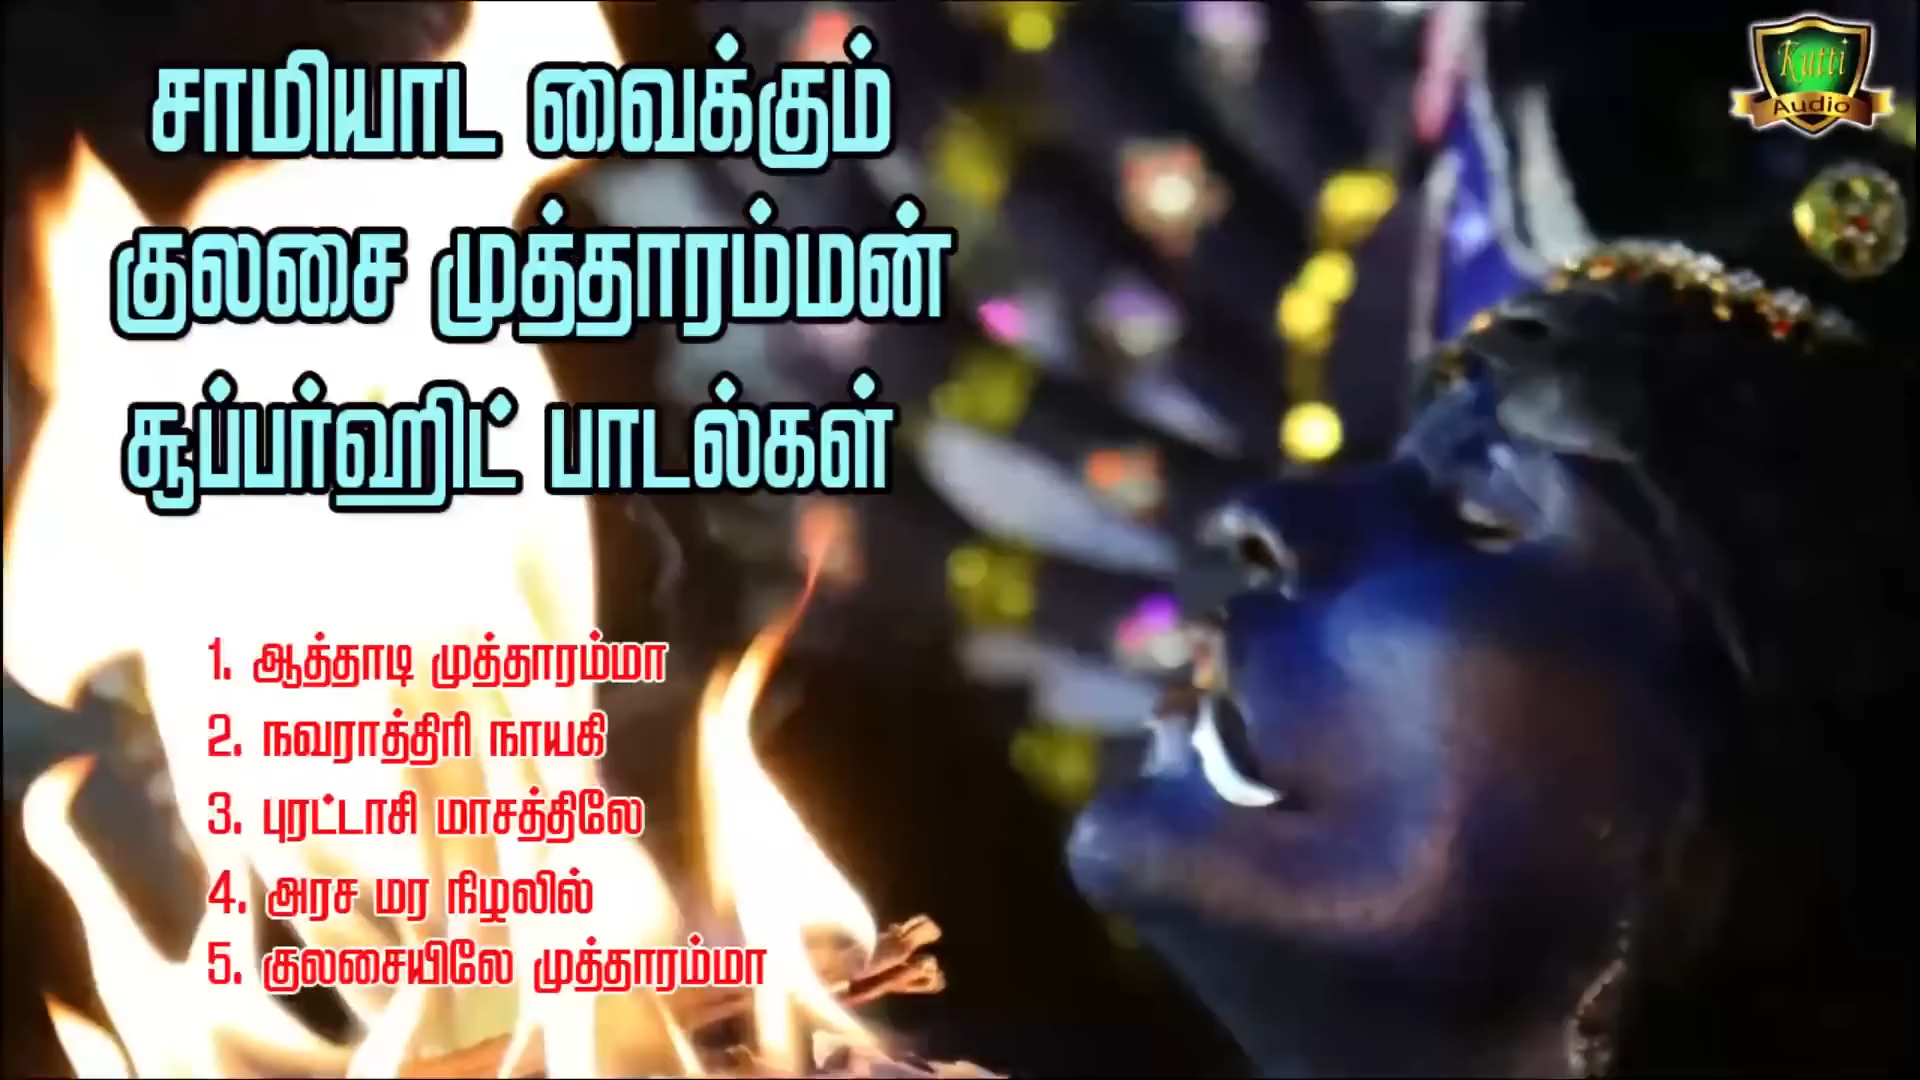 சாமியாட வைக்கும்
குலசை முத்தாரம்மன்
சூப்பர்ஹிட் பாடல்கள்
Kutti
Audio
1. ஆத்தாடி முத்தாரம்மா
2. நவராத்திரி நாயகி
3. புரட்டாசி மாசத்திலே
4. அரச மர நிழலில்
5. குலசையிலே முத்தாரம்மா